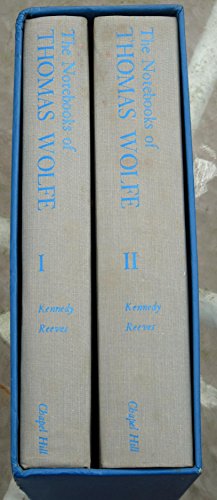 The Notebooks of
THOMAS WOLFE
I
Kennedy
Reeves
Chapel Hill
The Notebooks of
THOMAS WOLFE
II
Kennedy
Reeves
Chapel Hill